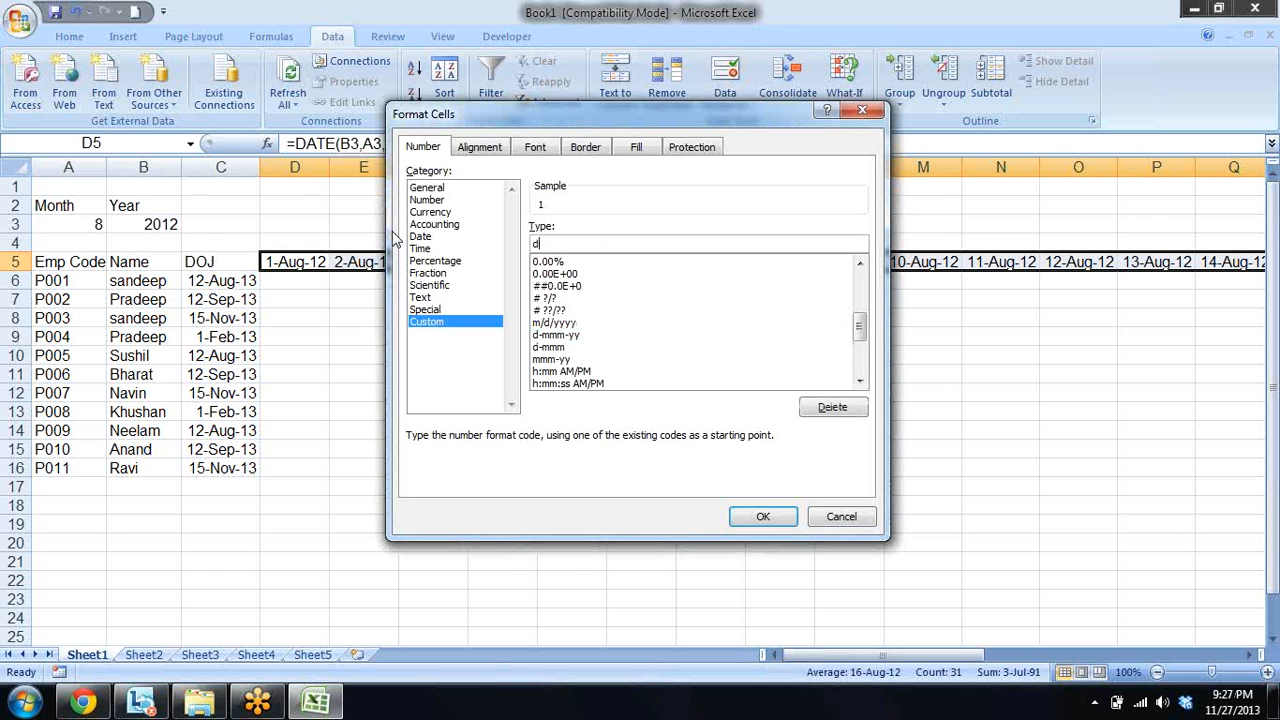 Book1 [Compatibility Mode] - Microsoft Excel
Home Insert Page Layout Formulas Data Review View Developer
From Access
From Web
From Text
From Other Sources
Existing Connections
Get External Data
Refresh All
Connections
Properties
Edit Links
Connections
Sort
Filter
Clear
Reapply
Text to
Remove
Data
Consolidate
What-If
Group
Ungroup
Subtotal
Show Detail
Hide Detail
Outline
D5 fx =DATE(B3,A3,
A B C D E M N O P Q
1
2 Month Year
3 8 2012
4
5 Emp Code Name DOJ 1-Aug-12 2-Aug-1 10-Aug-12 11-Aug-12 12-Aug-12 13-Aug-12 14-Aug-12
6 P001 sandeep 12-Aug-13
7 P002 Pradeep 12-Sep-13
8 P003 sandeep 15-Nov-13
9 P004 Pradeep 1-Feb-13
10 P005 Sushil 12-Aug-13
11 P006 Bharat 12-Sep-13
12 P007 Navin 15-Nov-13
13 P008 Khushan 1-Feb-13
14 P009 Neelam 12-Aug-13
15 P010 Anand 12-Sep-13
16 P011 Ravi 15-Nov-13
17
18
19
20
21
22
23
24
25
Format Cells
Number Alignment Font Border Fill Protection
Category:
General
Number
Currency
Accounting
Date
Time
Percentage
Fraction
Scientific
Text
Special
Custom
Sample
1
Type:
d
0.00%
0.00E+00
##0.0E+0
# ?/?
# ??/??
m/d/yyyy
d-mmm-yy
d-mmm
mmm-yy
h:mm AM/PM
h:mm:ss AM/PM
Delete
Type the number format code, using one of the existing codes as a starting point.
OK Cancel
Sheet1 Sheet2 Sheet3 Sheet4 Sheet5
Ready Average: 16-Aug-12 Count: 31 Sum: 3-Jul-91 100%
9:27 PM
11/27/2013